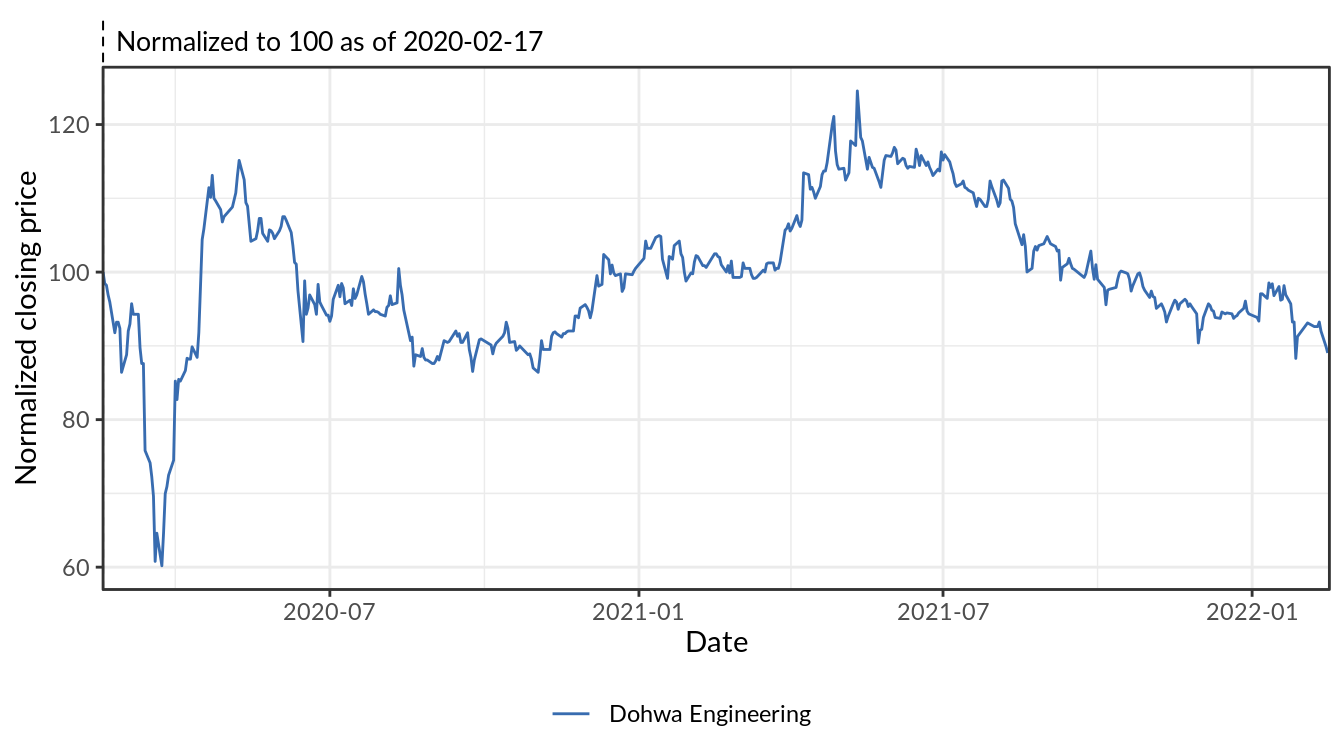 Normalized to 100 as of 2020-02-17
120
100
80
60
Normalized closing price
2020-07
2021-01
2021-07
2022-01
Date
Dohwa Engineering